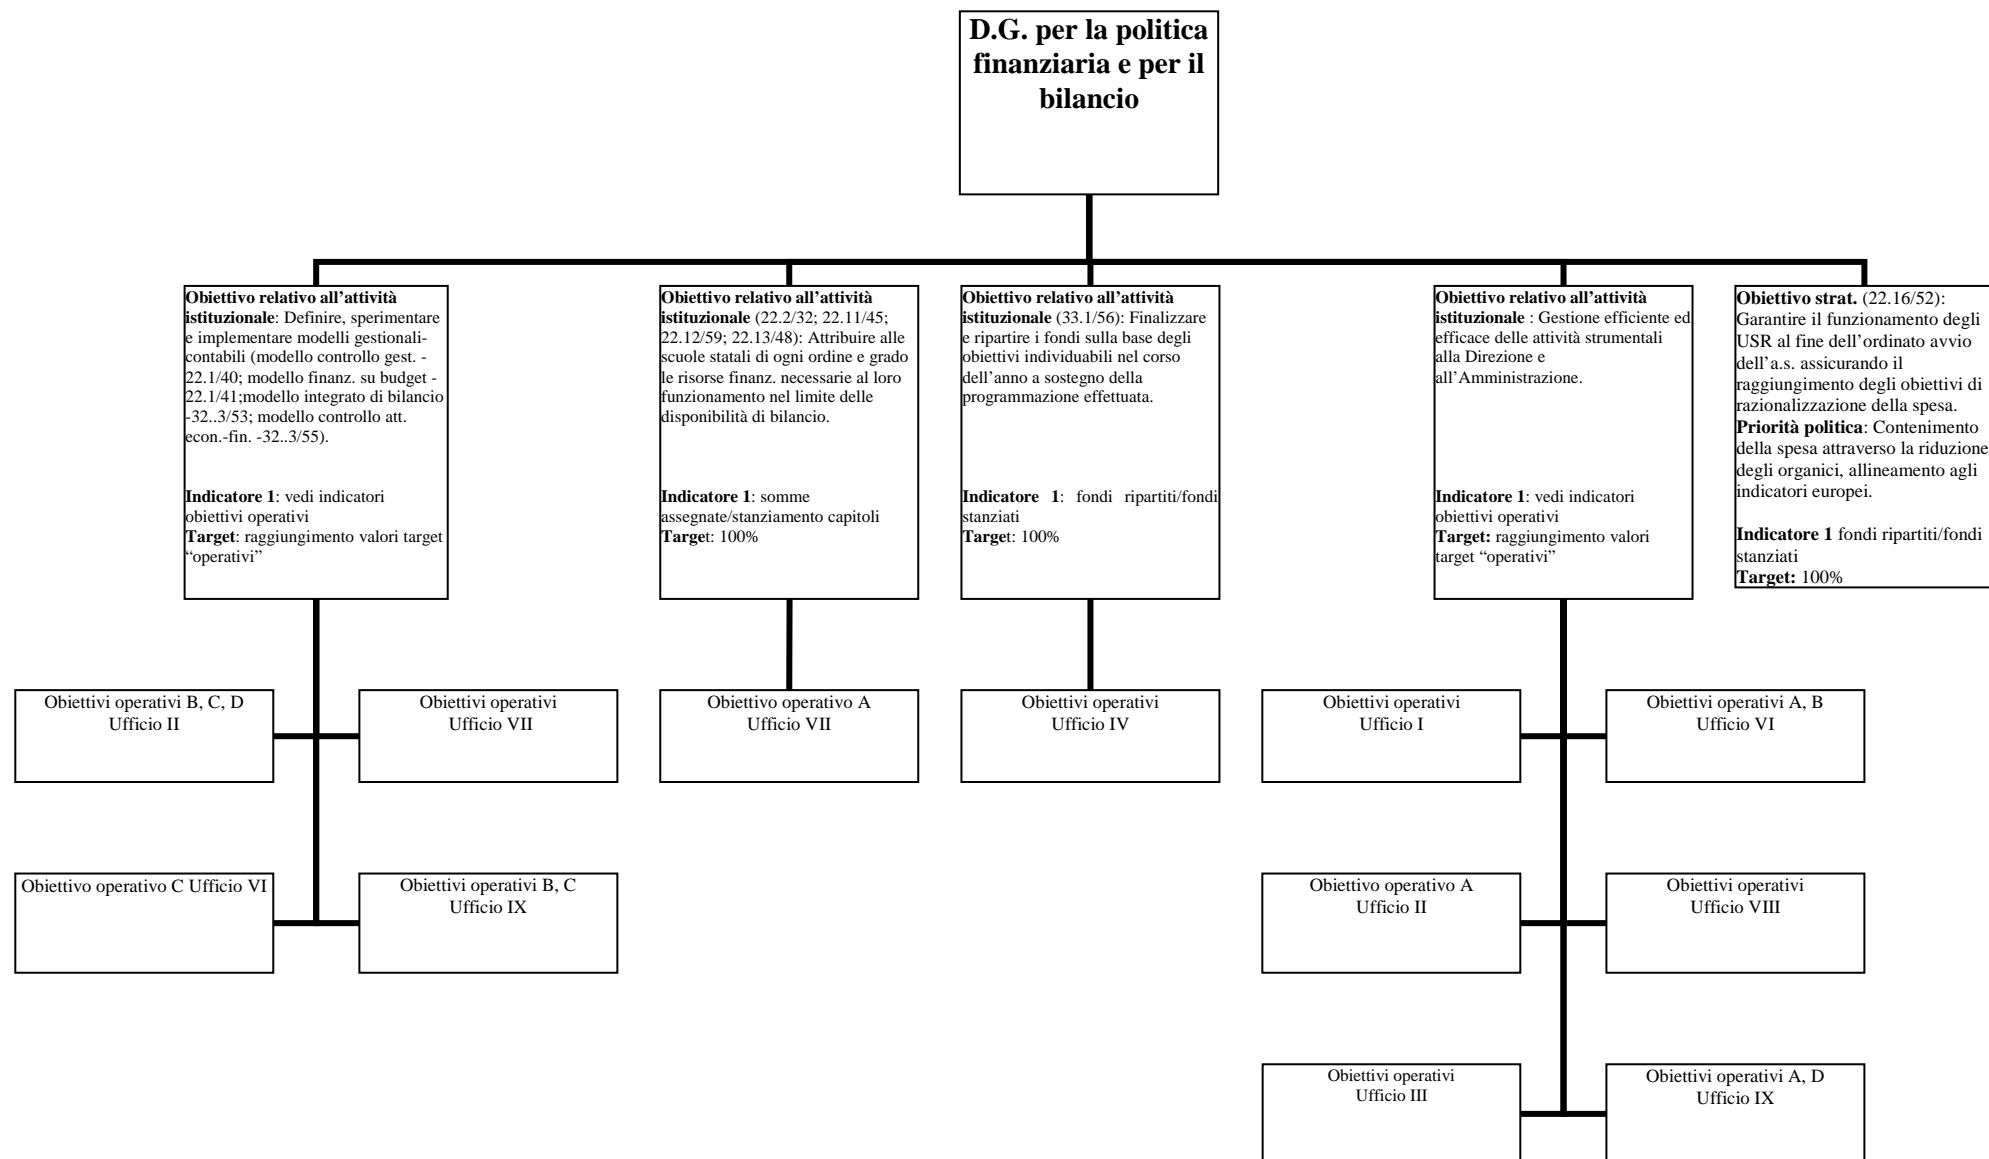 D.G. per la politica
finanziaria e per il
bilancio
Obiettivo relativo all’attività
istituzionale: Definire, sperimentare
e implementare modelli gestionali-
contabili (modello controllo gest. -
22.1/40; modello finanz. su budget -
22.1/41;modello integrato di bilancio
-32..3/53; modello controllo att.
econ.-fin. -32..3/55).
Indicatore 1: vedi indicatori
obiettivi operativi
Target: raggiungimento valori target
“operativi”
Obiettivo relativo all’attività
istituzionale (22.2/32; 22.11/45;
22.12/59; 22.13/48): Attribuire alle
scuole statali di ogni ordine e grado
le risorse finanz. necessarie al loro
funzionamento nel limite delle
disponibilità di bilancio.
Indicatore 1: somme
assegnate/stanziamento capitoli
Target: 100%
Obiettivo relativo all’attività
istituzionale (33.1/56): Finalizzare
e ripartire i fondi sulla base degli
obiettivi individuabili nel corso
dell’anno a sostegno della
programmazione effettuata.
Indicatore 1: fondi ripartiti/fondi
stanziati
Target: 100%
Obiettivo relativo all’attività
istituzionale : Gestione efficiente ed
efficace delle attività strumentali
alla Direzione e
all’Amministrazione.
Indicatore 1: vedi indicatori
obiettivi operativi
Target: raggiungimento valori
target “operativi”
Obiettivo strat. (22.16/52):
Garantire il funzionamento degli
USR al fine dell’ordinato avvio
dell’a.s. assicurando il
raggiungimento degli obiettivi di
razionalizzazione della spesa.
Priorità politica: Contenimento
della spesa attraverso la riduzione
degli organici, allineamento agli
indicatori europei.
Indicatore 1 fondi ripartiti/fondi
stanziati
Target: 100%
Obiettivi operativi B, C, D
Ufficio II
Obiettivi operativi
Ufficio VII
Obiettivo operativo A
Ufficio VII
Obiettivi operativi
Ufficio IV
Obiettivi operativi
Ufficio I
Obiettivi operativi A, B
Ufficio VI
Obiettivo operativo C Ufficio VI
Obiettivi operativi B, C
Ufficio IX
Obiettivo operativo A
Ufficio II
Obiettivi operativi
Ufficio VIII
Obiettivi operativi
Ufficio III
Obiettivi operativi A, D
Ufficio IX